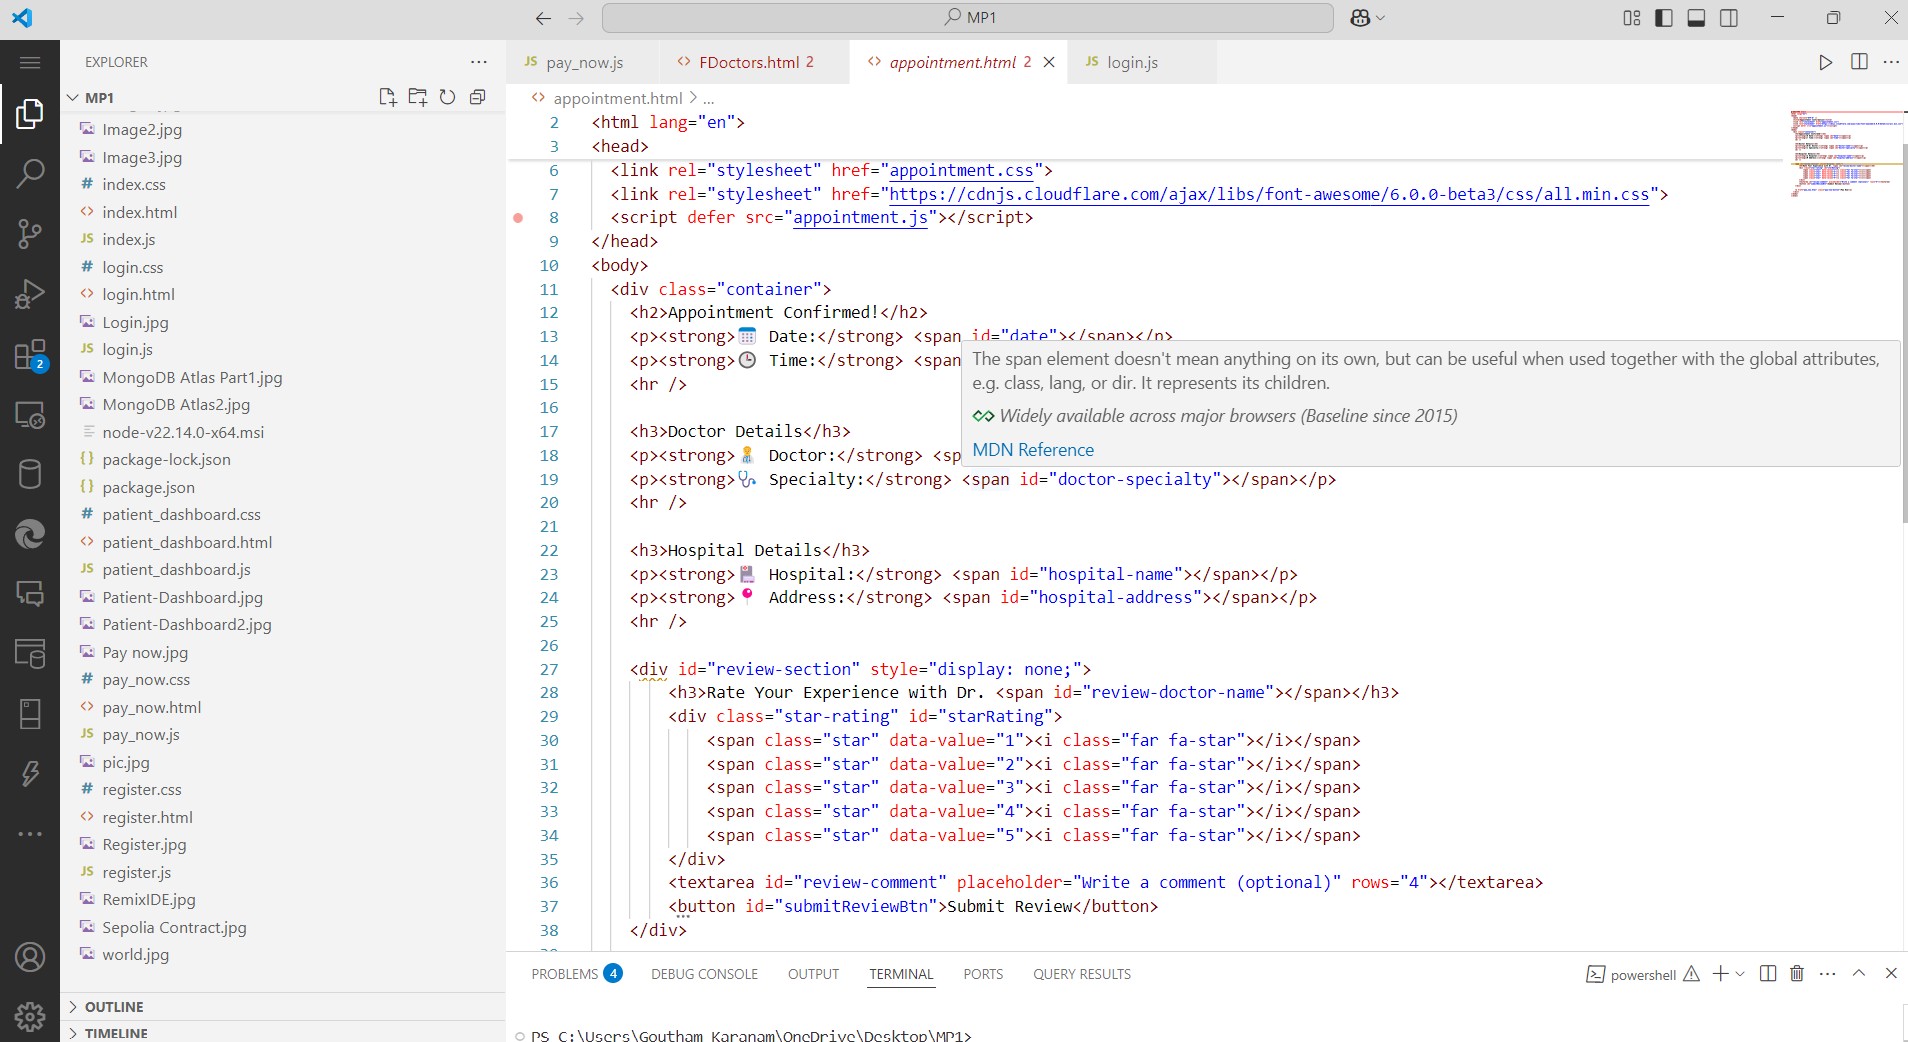 MP1
EXPLORER
MP1
Image2.jpg
Image3.jpg
# index.css
<> index.html
JS index.js
# login.css
<> login.html
Login.jpg
JS login.js
MongoDB Atlas Part1.jpg
MongoDB Atlas2.jpg
node-v22.14.0-x64.msi
{} package-lock.json
{} package.json
# patient_dashboard.css
<> patient_dashboard.html
JS patient_dashboard.js
Patient-Dashboard.jpg
Patient-Dashboard2.jpg
Pay now.jpg
# pay_now.css
<> pay_now.html
JS pay_now.js
pic.jpg
# register.css
<> register.html
Register.jpg
JS register.js
RemixIDE.jpg
Sepolia Contract.jpg
world.jpg
OUTLINE
TIMELINE
2
JS pay_now.js <> FDoctors.html 2 <> appointment.html 2 JS login.js
<> appointment.html > ...
2 <html lang="en">
3 <head>
6 <link rel="stylesheet" href="appointment.css">
7 <link rel="stylesheet" href="https://cdnjs.cloudflare.com/ajax/libs/font-awesome/6.0.0-beta3/css/all.min.css">
8 <script defer src="appointment.js"></script>
9 </head>
10 <body>
11 <div class="container">
12 <h2>Appointment Confirmed!</h2>
13 <p><strong>📅 Date:</strong> <span id="date"></span></p>
14 <p><strong>🕒 Time:</strong> <span
The span element doesn't mean anything on its own, but can be useful when used together with the global attributes,
e.g. class, lang, or dir. It represents its children.
Widely available across major browsers (Baseline since 2015)
MDN Reference
15 <hr />
16
17 <h3>Doctor Details</h3>
18 <p><strong>👨‍⚕️ Doctor:</strong> <sp
19 <p><strong>🩺 Specialty:</strong> <span id="doctor-specialty"></span></p>
20 <hr />
21
22 <h3>Hospital Details</h3>
23 <p><strong>🏥 Hospital:</strong> <span id="hospital-name"></span></p>
24 <p><strong>📍 Address:</strong> <span id="hospital-address"></span></p>
25 <hr />
26
27 <div id="review-section" style="display: none;">
28 <h3>Rate Your Experience with Dr. <span id="review-doctor-name"></span></h3>
29 <div class="star-rating" id="starRating">
30 <span class="star" data-value="1"><i class="far fa-star"></i></span>
31 <span class="star" data-value="2"><i class="far fa-star"></i></span>
32 <span class="star" data-value="3"><i class="far fa-star"></i></span>
33 <span class="star" data-value="4"><i class="far fa-star"></i></span>
34 <span class="star" data-value="5"><i class="far fa-star"></i></span>
35 </div>
36 <textarea id="review-comment" placeholder="Write a comment (optional)" rows="4"></textarea>
37 <button id="submitReviewBtn">Submit Review</button>
38 </div>
PROBLEMS 4 DEBUG CONSOLE OUTPUT TERMINAL PORTS QUERY RESULTS
powershell
PS C:\Users\Goutham Karanam\OneDrive\Desktop\MP1>